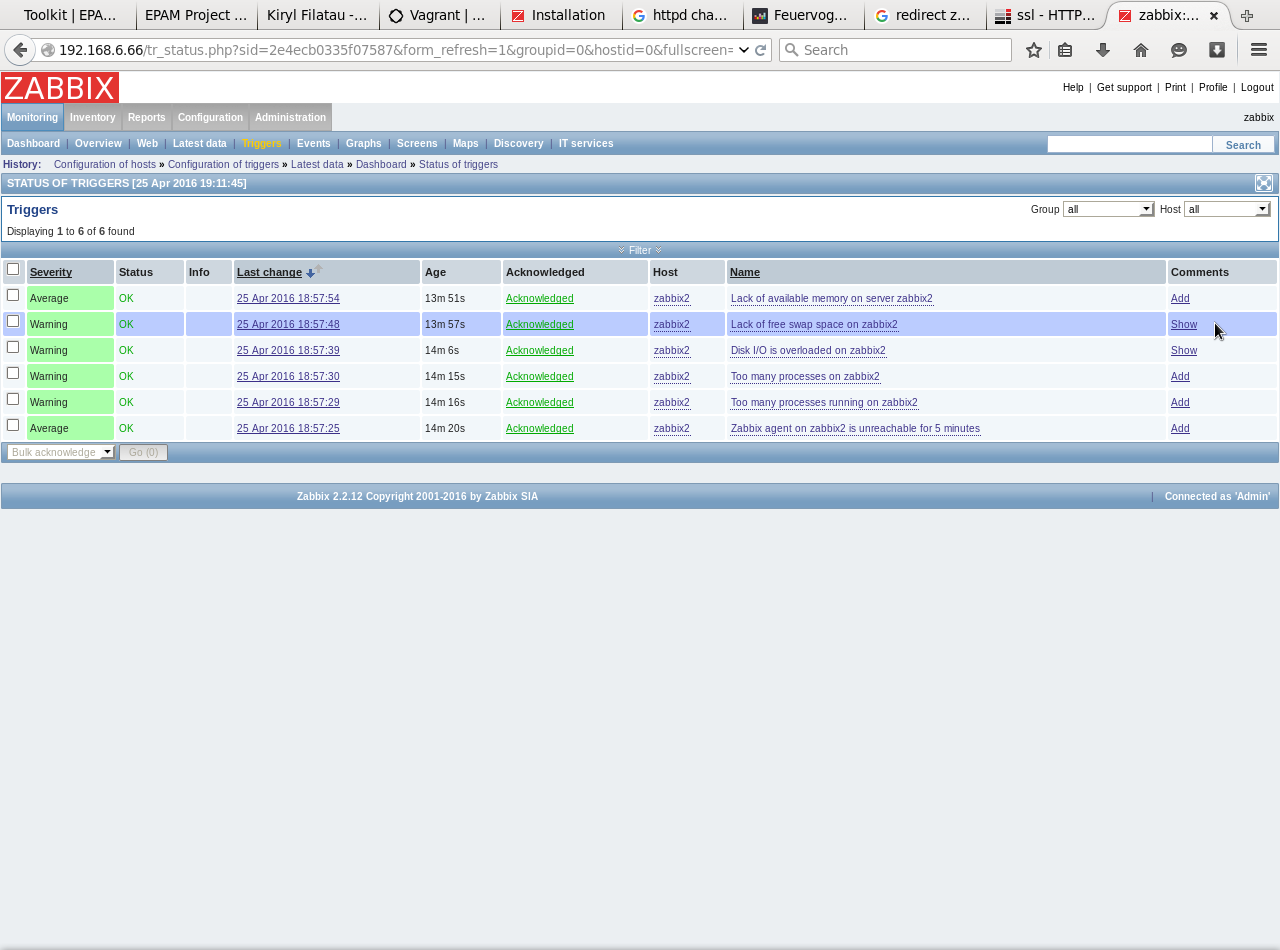 Toolkit | EPA... EPAM Project ... Kiryl Filatau -... Vagrant | ... Installation httpd cha... Feuervog... redirect z... ssl - HTTP... zabbix:...
192.168.6.66/tr_status.php?sid=2e4ecb0335f07587&form_refresh=1&groupid=0&hostid=0&fullscreen= Search
ZABBIX
Help | Get support | Print | Profile | Logout
Monitoring Inventory Reports Configuration Administration zabbix
Dashboard | Overview | Web | Latest data | Triggers | Events | Graphs | Screens | Maps | Discovery | IT services Search
History: Configuration of hosts » Configuration of triggers » Latest data » Dashboard » Status of triggers
STATUS OF TRIGGERS [25 Apr 2016 19:11:45]
Triggers Group all Host all
Displaying 1 to 6 of 6 found
Filter
Severity Status Info Last change Age Acknowledged Host Name Comments
Average OK 25 Apr 2016 18:57:54 13m 51s Acknowledged zabbix2 Lack of available memory on server zabbix2 Add
Warning OK 25 Apr 2016 18:57:48 13m 57s Acknowledged zabbix2 Lack of free swap space on zabbix2 Show
Warning OK 25 Apr 2016 18:57:39 14m 6s Acknowledged zabbix2 Disk I/O is overloaded on zabbix2 Show
Warning OK 25 Apr 2016 18:57:30 14m 15s Acknowledged zabbix2 Too many processes on zabbix2 Add
Warning OK 25 Apr 2016 18:57:29 14m 16s Acknowledged zabbix2 Too many processes running on zabbix2 Add
Average OK 25 Apr 2016 18:57:25 14m 20s Acknowledged zabbix2 Zabbix agent on zabbix2 is unreachable for 5 minutes Add
Bulk acknowledge Go (0)
Zabbix 2.2.12 Copyright 2001-2016 by Zabbix SIA | Connected as 'Admin'